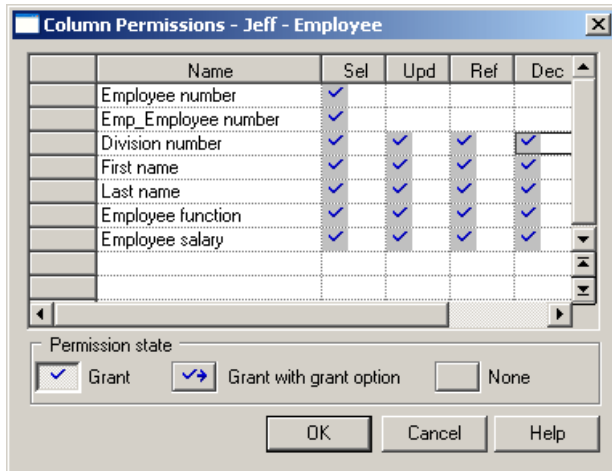 Column Permissions - Jeff - Employee
Name Sel Upd Ref Dec
Employee number
Emp_Employee number
Division number
First name
Last name
Employee function
Employee salary
Permission state
Grant Grant with grant option None
OK Cancel Help